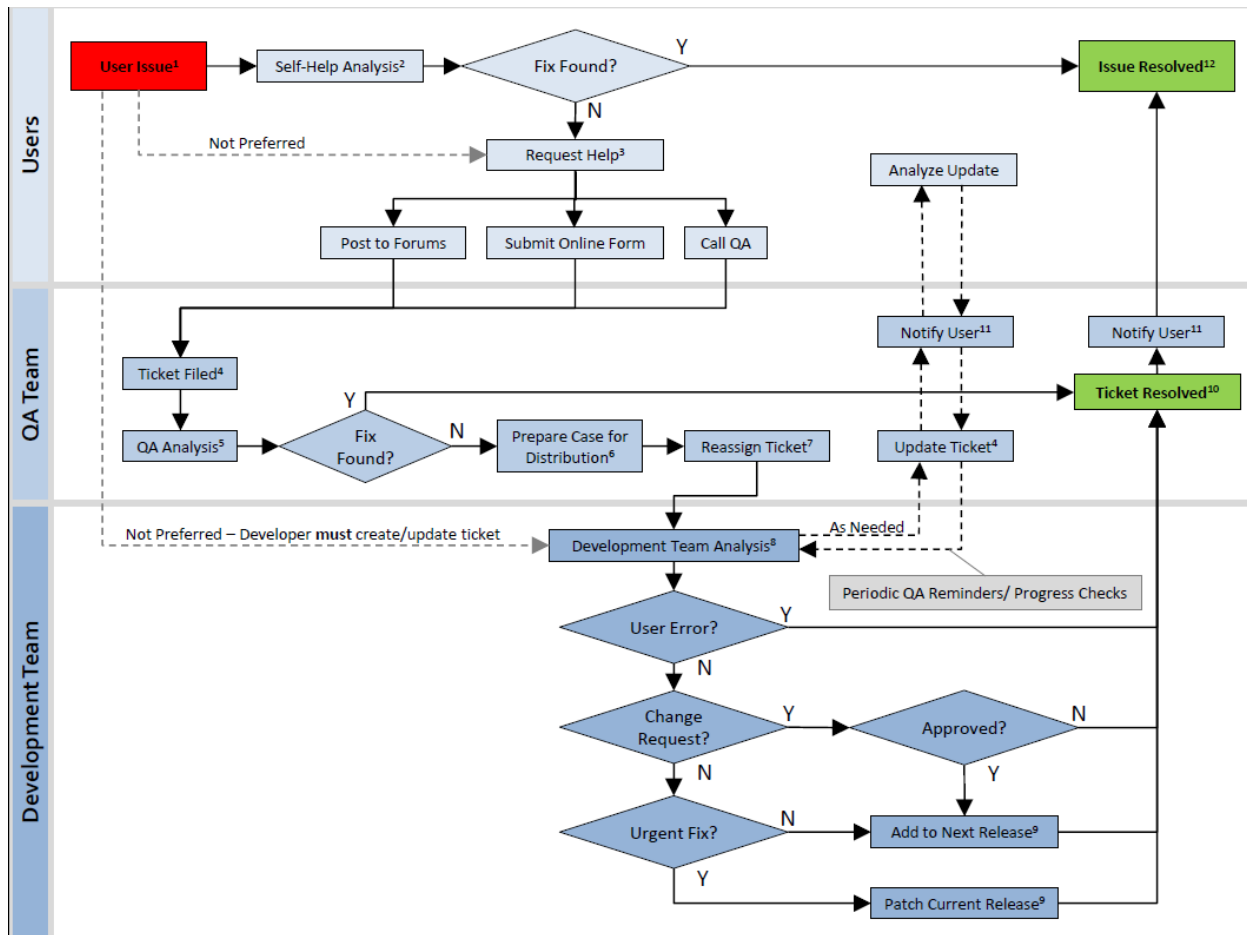 Users
User Issue¹
Self-Help Analysis²
Fix Found?
Y
Issue Resolved¹²
N
Not Preferred
Request Help³
Analyze Update
Post to Forums
Submit Online Form
Call QA
QA Team
Notify User¹¹
Notify User¹¹
Ticket Filed⁴
Y
Ticket Resolved¹⁰
QA Analysis⁵
Fix
Found?
N
Prepare Case for
Distribution⁶
Reassign Ticket⁷
Update Ticket⁴
Development Team
Not Preferred – Developer must create/update ticket
Development Team Analysis⁸
As Needed
Periodic QA Reminders/ Progress Checks
User Error?
Y
N
Change
Request?
Y
Approved?
N
N
Y
Urgent Fix?
N
Add to Next Release⁹
Y
Patch Current Release⁹